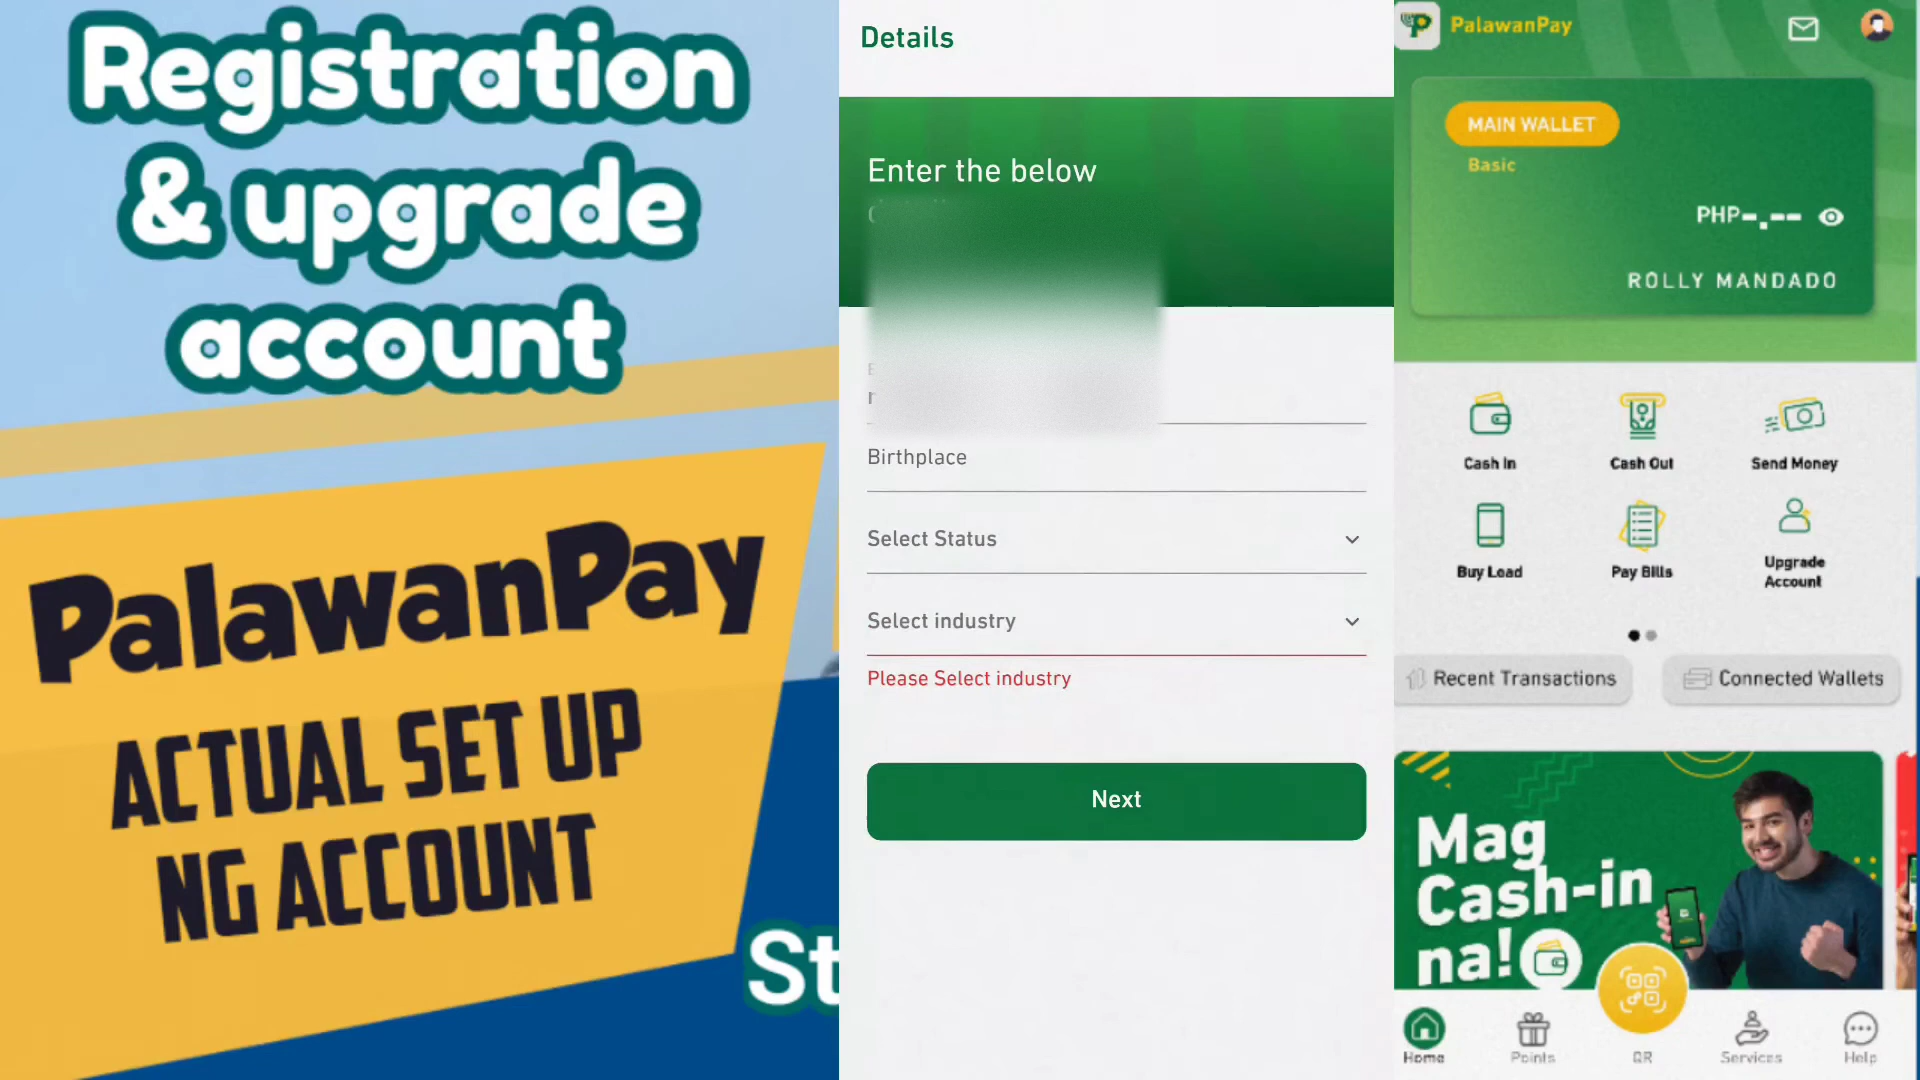 Registration
& upgrade
account
PalawanPay
ACTUAL SET UP
NG ACCOUNT
St
Details
Enter the below
Birthplace
Select Status
Select industry
Please Select industry
Next
PalawanPay
MAIN WALLET
Basic
PHP-.--
ROLLY MANDADO
Cash In
Cash Out
Send Money
Buy Load
Pay Bills
Upgrade
Account
Recent Transactions
Connected Wallets
Mag
Cash-in
na!
Home
Points
QR
Services
Help